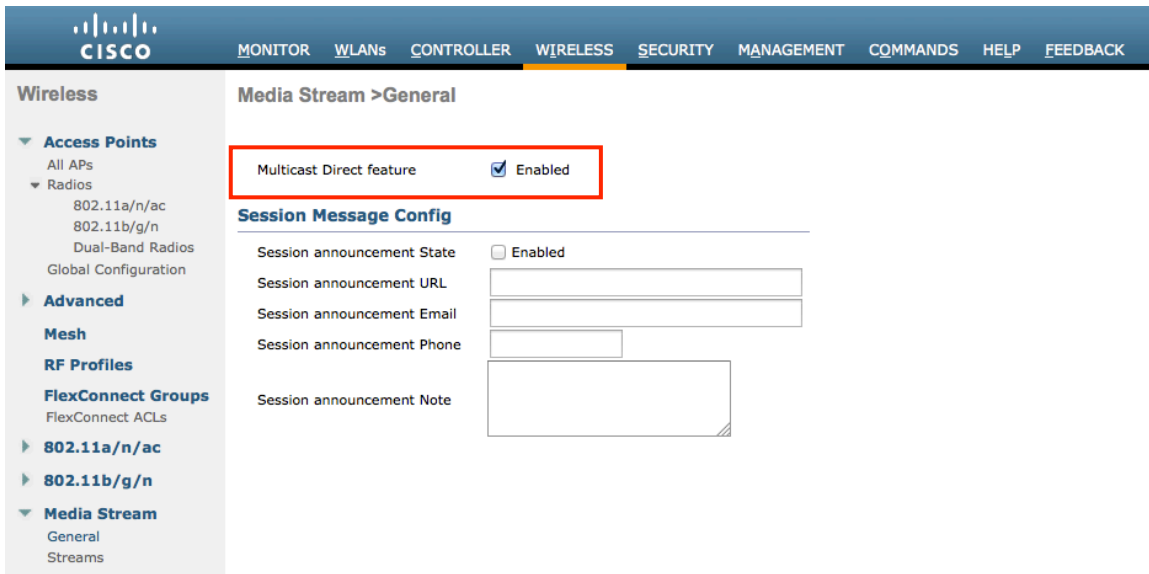 CISCO
MONITOR WLANs CONTROLLER WIRELESS SECURITY MANAGEMENT COMMANDS HELP FEEDBACK
Wireless
Access Points
All APs
Radios
802.11a/n/ac
802.11b/g/n
Dual-Band Radios
Global Configuration
Advanced
Mesh
RF Profiles
FlexConnect Groups
FlexConnect ACLs
802.11a/n/ac
802.11b/g/n
Media Stream
General
Streams
Media Stream >General
Multicast Direct feature Enabled
Session Message Config
Session announcement State Enabled
Session announcement URL
Session announcement Email
Session announcement Phone
Session announcement Note